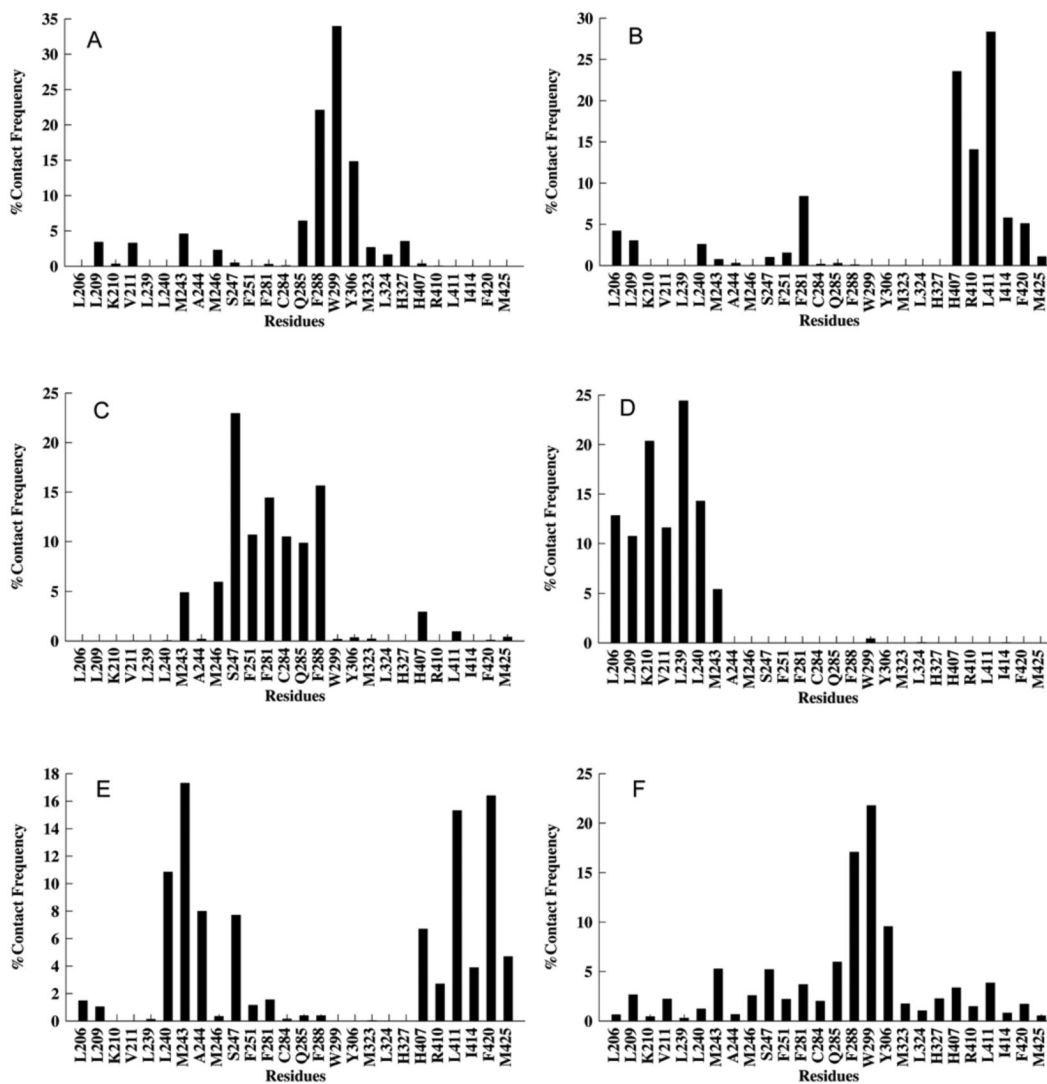 A
35
30
25
20
15
10
5
0
%Contact Frequency
L206 L209 K210 V211 L239 L240 M243 A244 M246 S247 F251 F281 C284 Q285 F288 W299 Y306 M323 L324 H327 H407 R410 L411 I414 F420 M425
Residues
B
30
25
20
15
10
5
0
%Contact Frequency
L206 L209 K210 V211 L239 L240 M243 A244 M246 S247 F251 F281 C284 Q285 F288 W299 Y306 M323 L324 H327 H407 R410 L411 I414 F420 M425
Residues
C
25
20
15
10
5
0
%Contact Frequency
L206 L209 K210 V211 L239 L240 M243 A244 M246 S247 F251 F281 C284 Q285 F288 W299 Y306 M323 L324 H327 H407 R410 L411 I414 F420 M425
Residues
D
25
20
15
10
5
0
%Contact Frequency
L206 L209 K210 V211 L239 L240 M243 A244 M246 S247 F251 F281 C284 Q285 F288 W299 Y306 M323 L324 H327 H407 R410 L411 I414 F420 M425
Residues
E
18
16
14
12
10
8
6
4
2
0
%Contact Frequency
L206 L209 K210 V211 L239 L240 M243 A244 M246 S247 F251 F281 C284 Q285 F288 W299 Y306 M323 L324 H327 H407 R410 L411 I414 F420 M425
Residues
F
25
20
15
10
5
0
%Contact Frequency
L206 L209 K210 V211 L239 L240 M243 A244 M246 S247 F251 F281 C284 Q285 F288 W299 Y306 M323 L324 H327 H407 R410 L411 I414 F420 M425
Residues